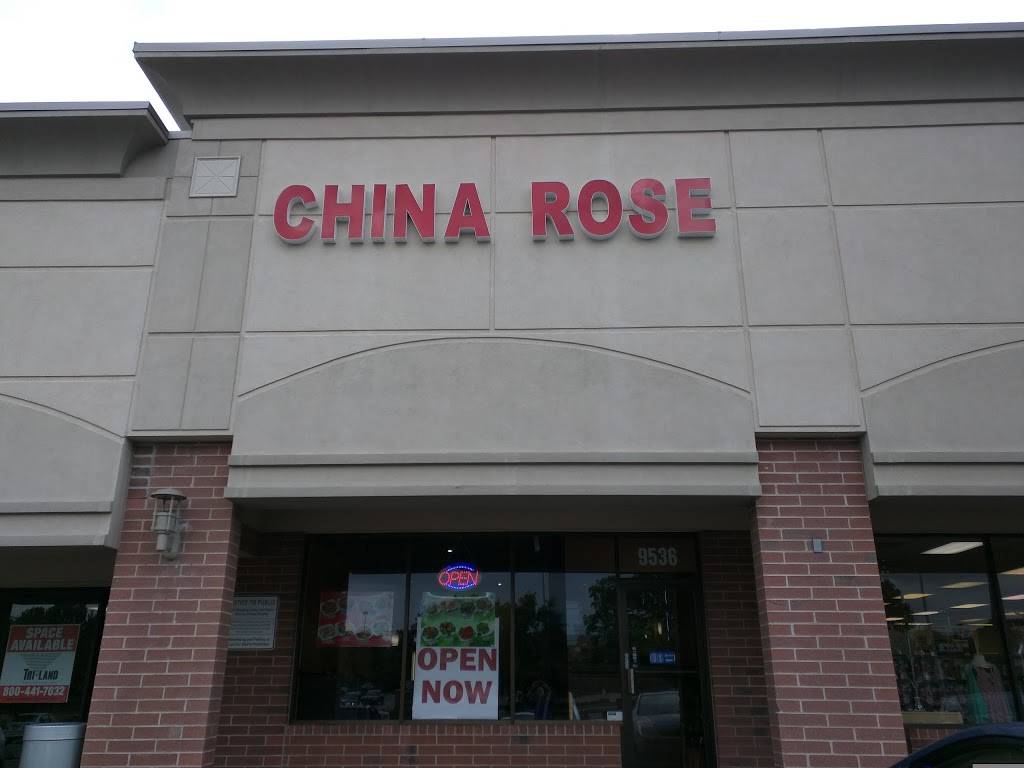 CHINA ROSE
9536
OPEN
OPEN
NOW
SPACE
AVAILABLE
TRI-LAND
800-441-7032